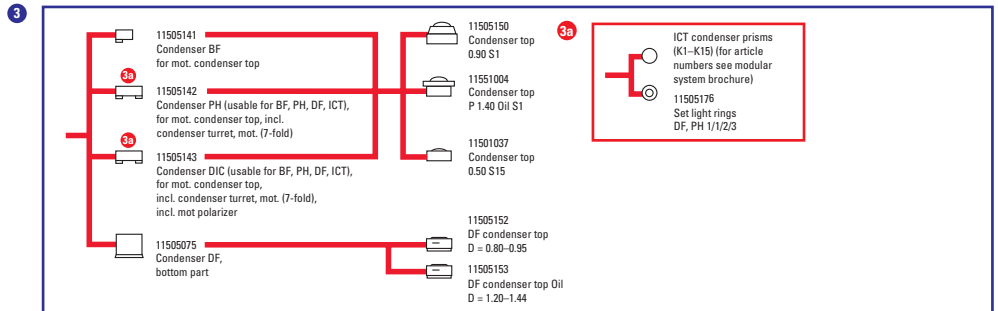 3
11505141
Condenser BF
for mot. condenser top
3a
11505142
Condenser PH (usable for BF, PH, DF, ICT),
for mot. condenser top, incl.
condenser turret, mot. (7-fold)
3a
11505143
Condenser DIC (usable for BF, PH, DF, ICT),
for mot. condenser top,
incl. condenser turret, mot. (7-fold),
incl. mot polarizer
11505075
Condenser DF,
bottom part
11505150
Condenser top
0.90 S1
11551004
Condenser top
P 1.40 Oil S1
11501037
Condenser top
0.50 S15
11505152
DF condenser top
D = 0.80–0.95
11505153
DF condenser top Oil
D = 1.20–1.44
3a
ICT condenser prisms
(K1–K15) (for article
numbers see modular
system brochure)
11505176
Set light rings
DF, PH 1/1/2/3